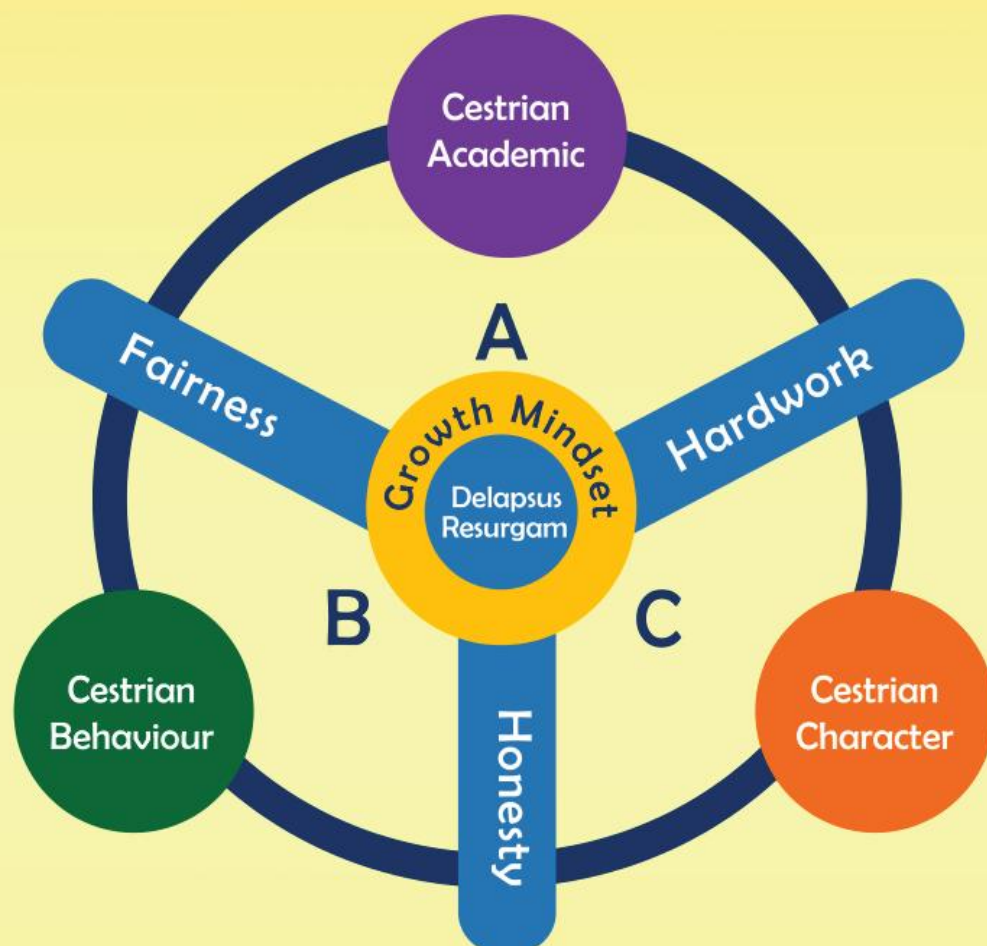 Cestrian
Academic
A
Fairness
Hardwork
Growth Mindset
Delapsus
Resurgam
B
C
Cestrian
Behaviour
Honesty
Cestrian
Character